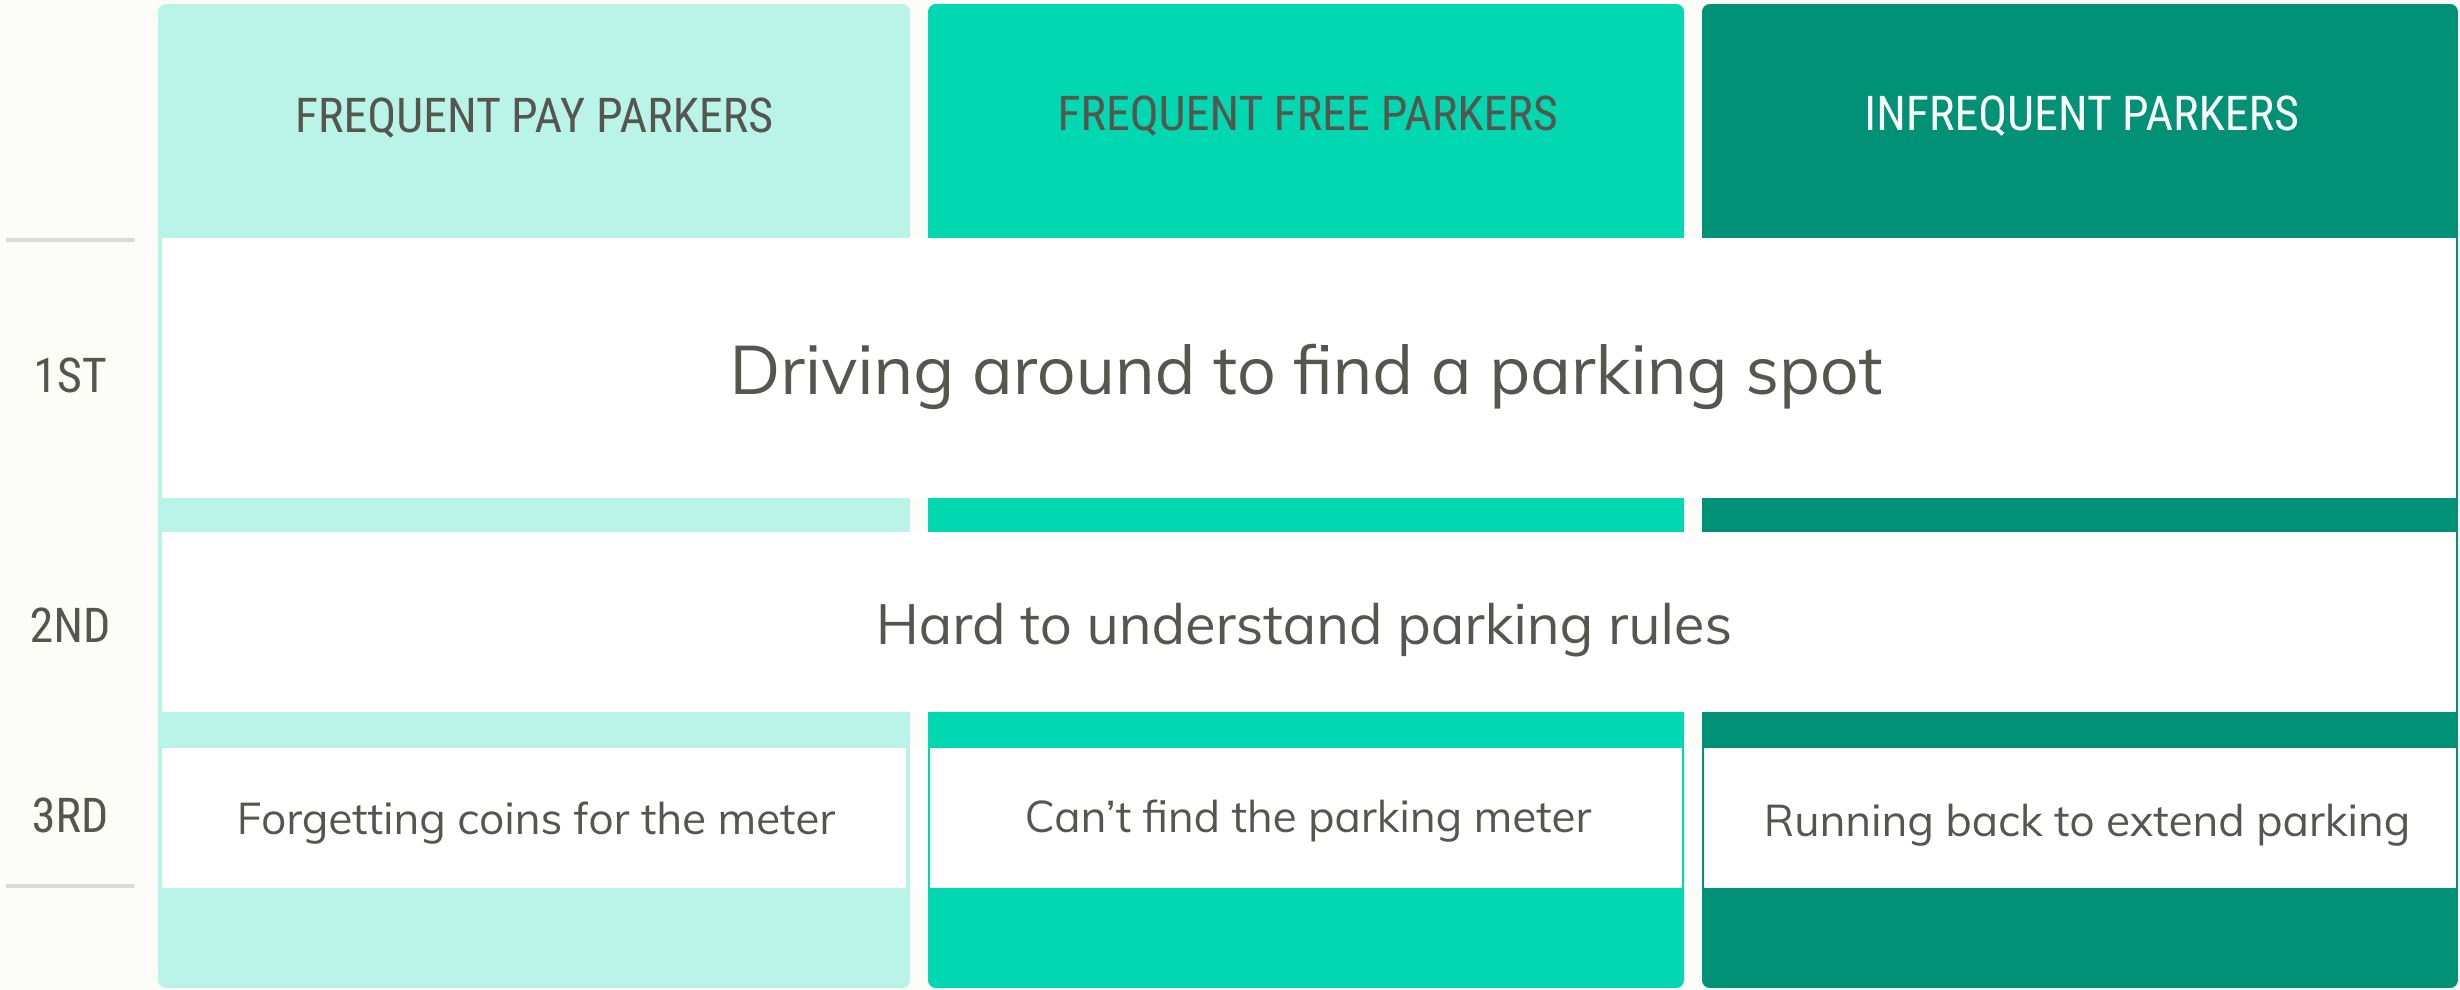 FREQUENT PAY PARKERS
FREQUENT FREE PARKERS
INFREQUENT PARKERS
1ST
Driving around to find a parking spot
2ND
Hard to understand parking rules
3RD
Forgetting coins for the meter
Can’t find the parking meter
Running back to extend parking